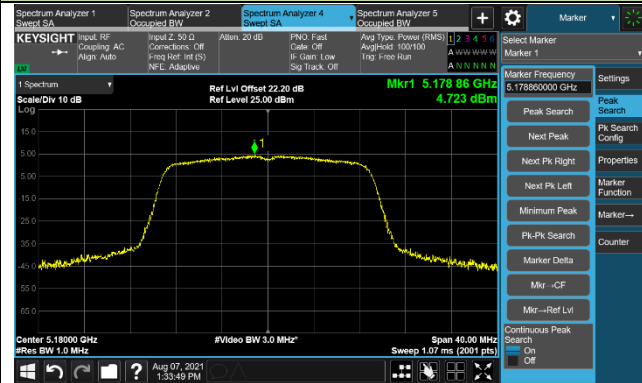 Spectrum Analyzer 1
Swept SA
Spectrum Analyzer 2
Occupied BW
Spectrum Analyzer 4
Swept SA
Spectrum Analyzer 5
Occupied BW
+
Marker
KEYSIGHT
Input: RF
Coupling: AC
Align: Auto
Input Z: 50 Ω
Corrections: Off
Freq Ref: Int (S)
NFE: Adaptive
Atten: 20 dB
PNO: Fast
Gate: Off
IF Gain: Low
Sig Track: Off
Avg Type: Power (RMS)
Avg|Hold: 100/100
Trig: Free Run
1 2 3 4 5 6
A W W W W W
A N N N N N
LXI
Select Marker
Marker 1
1 Spectrum
Scale/Div 10 dB
Log
Ref Lvl Offset 22.20 dB
Ref Level 25.00 dBm
Mkr1 5.178 86 GHz
4.723 dBm
15.0
5.00
-5.00
-15.0
-25.0
-35.0
-45.0
-55.0
-65.0
1
Center 5.18000 GHz
#Res BW 1.0 MHz
#Video BW 3.0 MHz*
Span 40.00 MHz
Sweep 1.07 ms (2001 pts)
Marker Frequency
5.178860000 GHz
Peak Search
Next Peak
Next Pk Right
Next Pk Left
Minimum Peak
Pk-Pk Search
Marker Delta
Mkr→CF
Mkr→Ref Lvl
Continuous Peak
Search
On
Off
Settings
Peak
Search
Pk Search
Config
Properties
Marker
Function
Marker→
Counter
?
Aug 07, 2021
1:33:49 PM